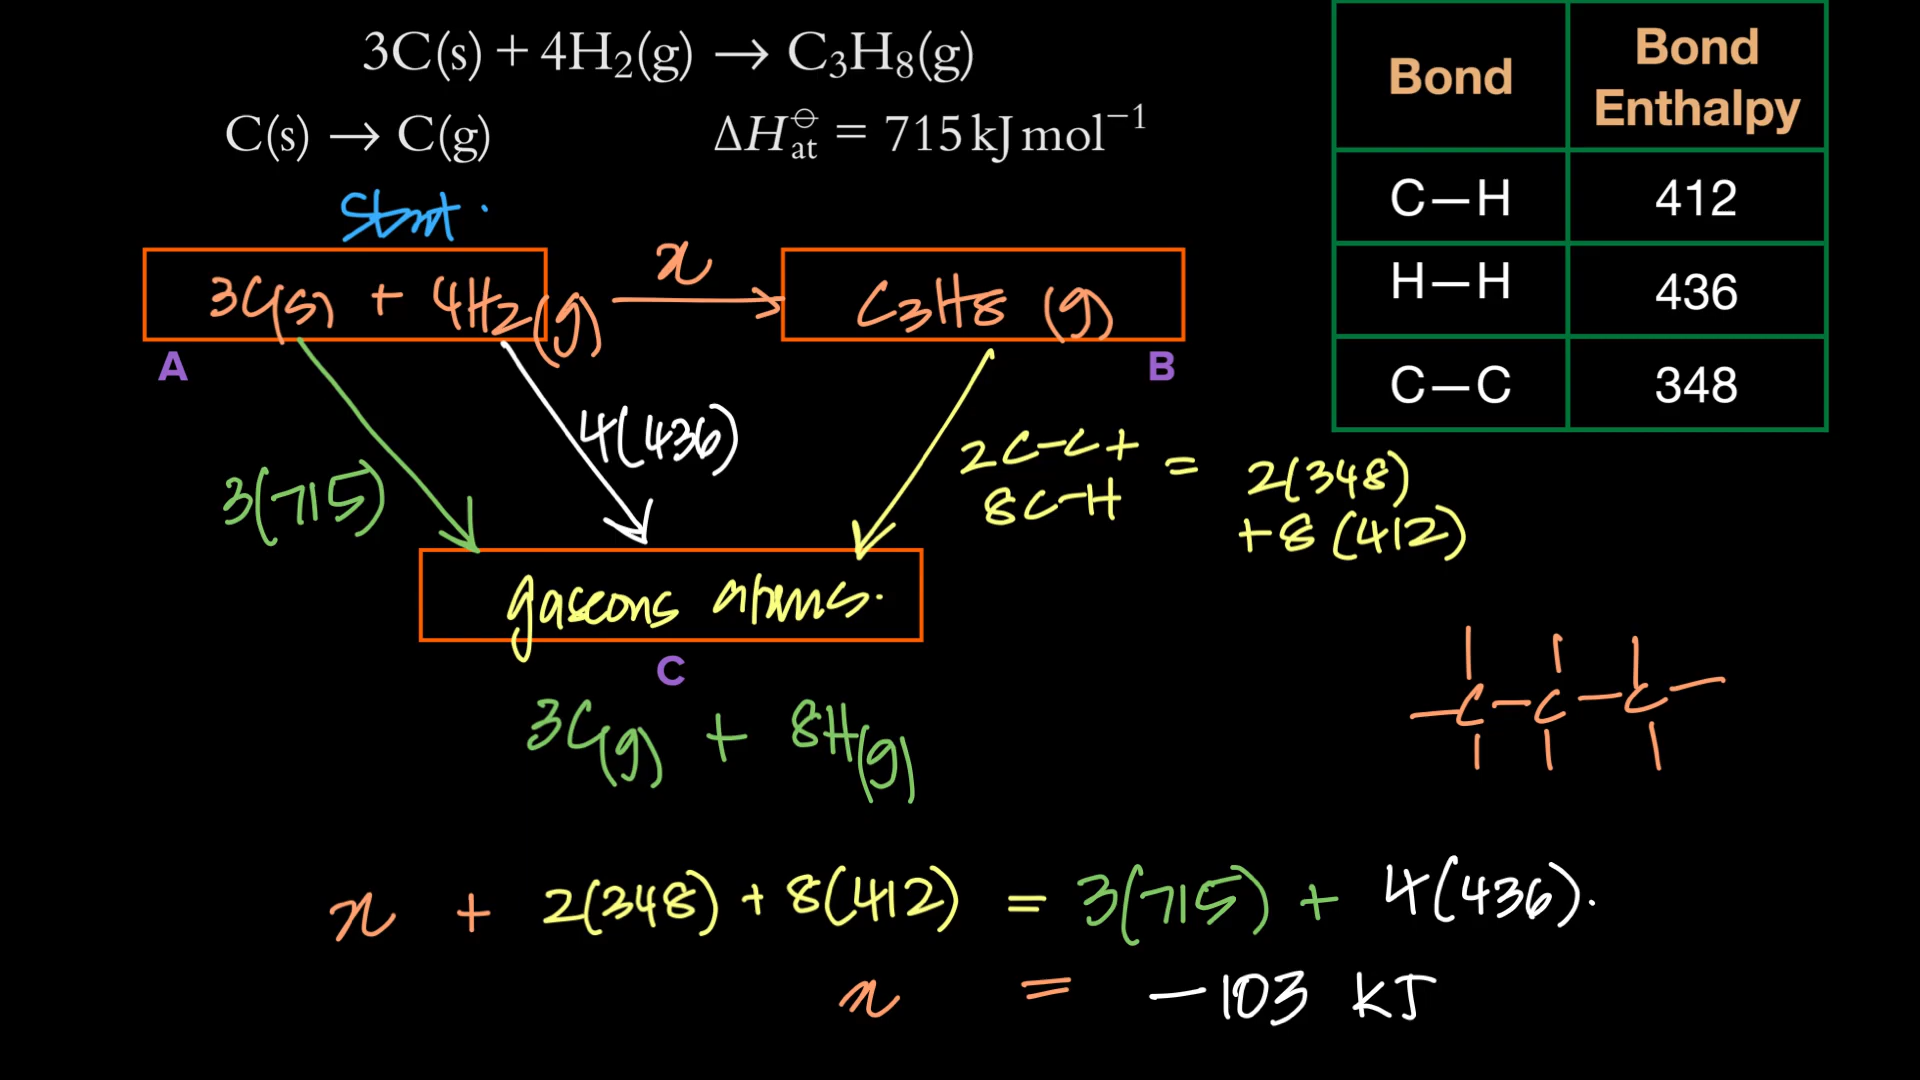 3C(s) + 4H₂(g) → C₃H₈(g)
C(s) → C(g) ΔH⦵at = 715 kJ mol⁻¹
Bond Bond Enthalpy
C—H 412
H—H 436
C—C 348
Start.
3C(s) + 4H₂(g) x C₃H₈ (g)
A
B
3(715)
4(436)
2C-C + 8C-H = 2(348) + 8(412)
gaseous atoms.
C
3C(g) + 8H(g)
C - C - C
x + 2(348) + 8(412) = 3(715) + 4(436).
x = -103 kJ